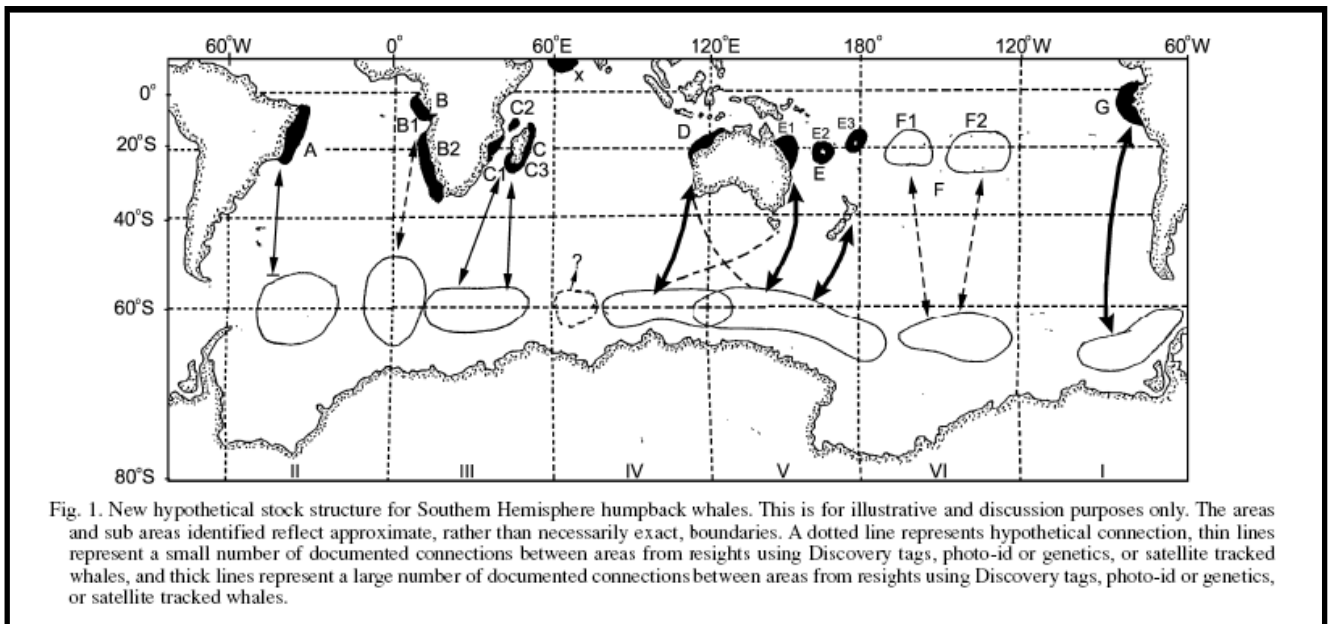 60°W 0° 60°E 120°E 180° 60°W
0°
20°S
40°S
60°S
80°S
A
B
B1
B2
C2
C
C1
C3
X
D
E1
E2
E3
E
F1
F2
F
G
?
II III IV V VI I
Fig. 1. New hypothetical stock structure for Southern Hemisphere humpback whales. This is for illustrative and discussion purposes only. The areas
and sub areas identified reflect approximate, rather than necessarily exact, boundaries. A dotted line represents hypothetical connection, thin lines
represent a small number of documented connections between areas from resights using Discovery tags, photo-id or genetics, or satellite tracked
whales, and thick lines represent a large number of documented connections between areas from resights using Discovery tags, photo-id or genetics,
or satellite tracked whales.